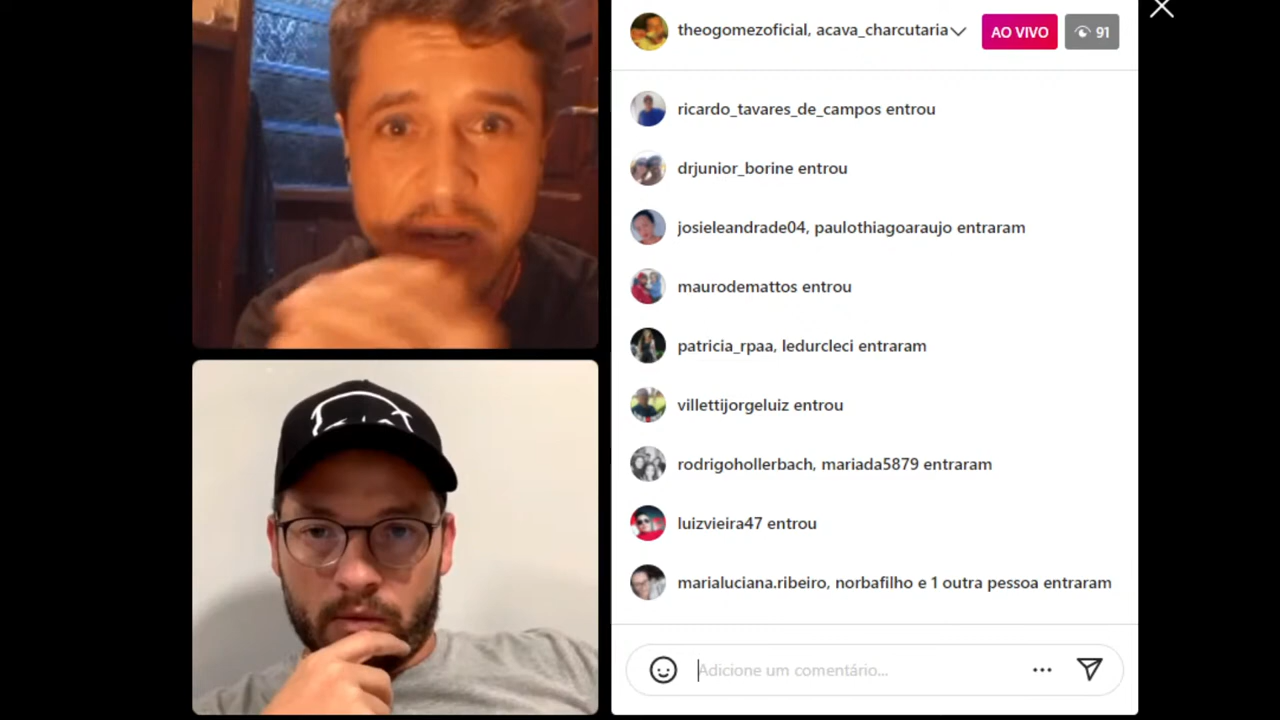 theogomezoficial, acava_charcutaria
AO VIVO
91
ricardo_tavares_de_campos entrou
drjunior_borine entrou
josieleandrade04, paulothiagoaraujo entraram
maurodemattos entrou
patricia_rpaa, ledurcleci entraram
villettijorgeluiz entrou
rodrigohollerbach, mariada5879 entraram
luizvieira47 entrou
marialuciana.ribeiro, norbafilho e 1 outra pessoa entraram
Adicione um comentário...